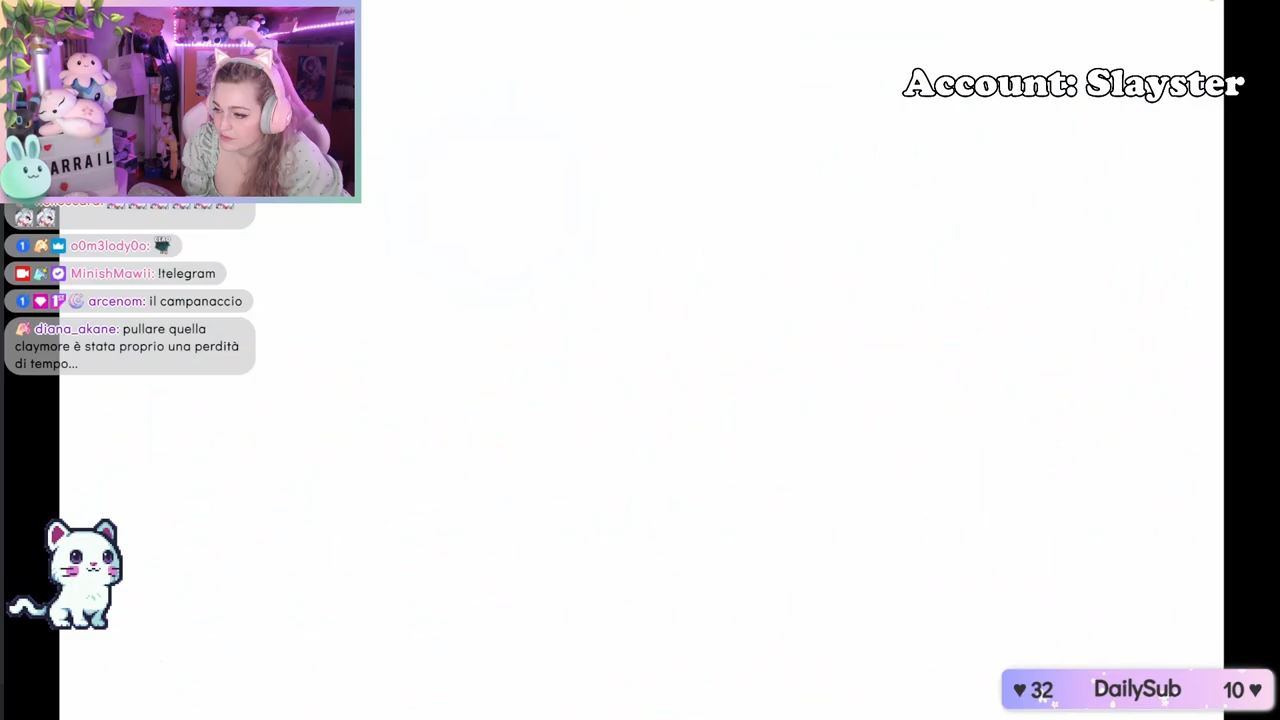 Account: Slayster
ARRAIL
o0m3lody0o:
MinishMawii: !telegram
arcenom: il campanaccio
diana_akane: pullare quella
claymore è stata proprio una perdità
di tempo...
♥ 32 DailySub 10 ♥